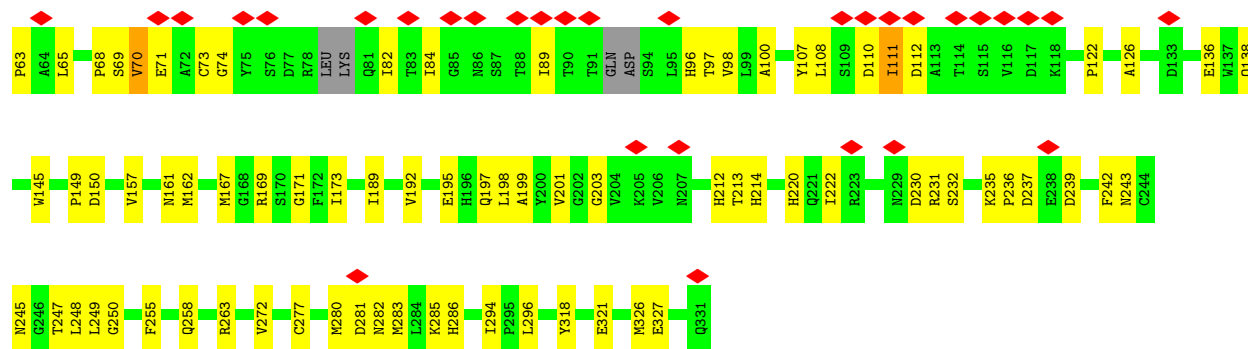 P63 A64 L65 P68 S69 V70 E71 A72 C73 G74 Y75 S76 D77 R78 LEU LYS Q81 I82 T83 I84 G85 N86 S87 T88 I89 T90 T91 GLN ASP S94 L95 H96 T97 V98 L99 A100 Y107 L108 S109 D110 I111 D112 A113 T114 S115 V116 D117 K118 P122 A126 D133 E136 W137 Q138
W145 P149 D150 V157 N161 M162 M167 G168 R169 S170 G171 F172 I173 I189 V192 E195 H196 Q197 L198 A199 Y200 V201 G202 G203 V204 K205 V206 N207 H212 T213 H214 H220 Q221 I222 R223 N229 D230 R231 S232 K235 P236 D237 E238 D239 F242 N243 C244
N245 G246 T247 L248 L249 G250 F255 Q258 R263 V272 C277 M280 D281 N282 M283 L284 K285 H286 I294 P295 L296 Y318 E321 M326 E327 Q331